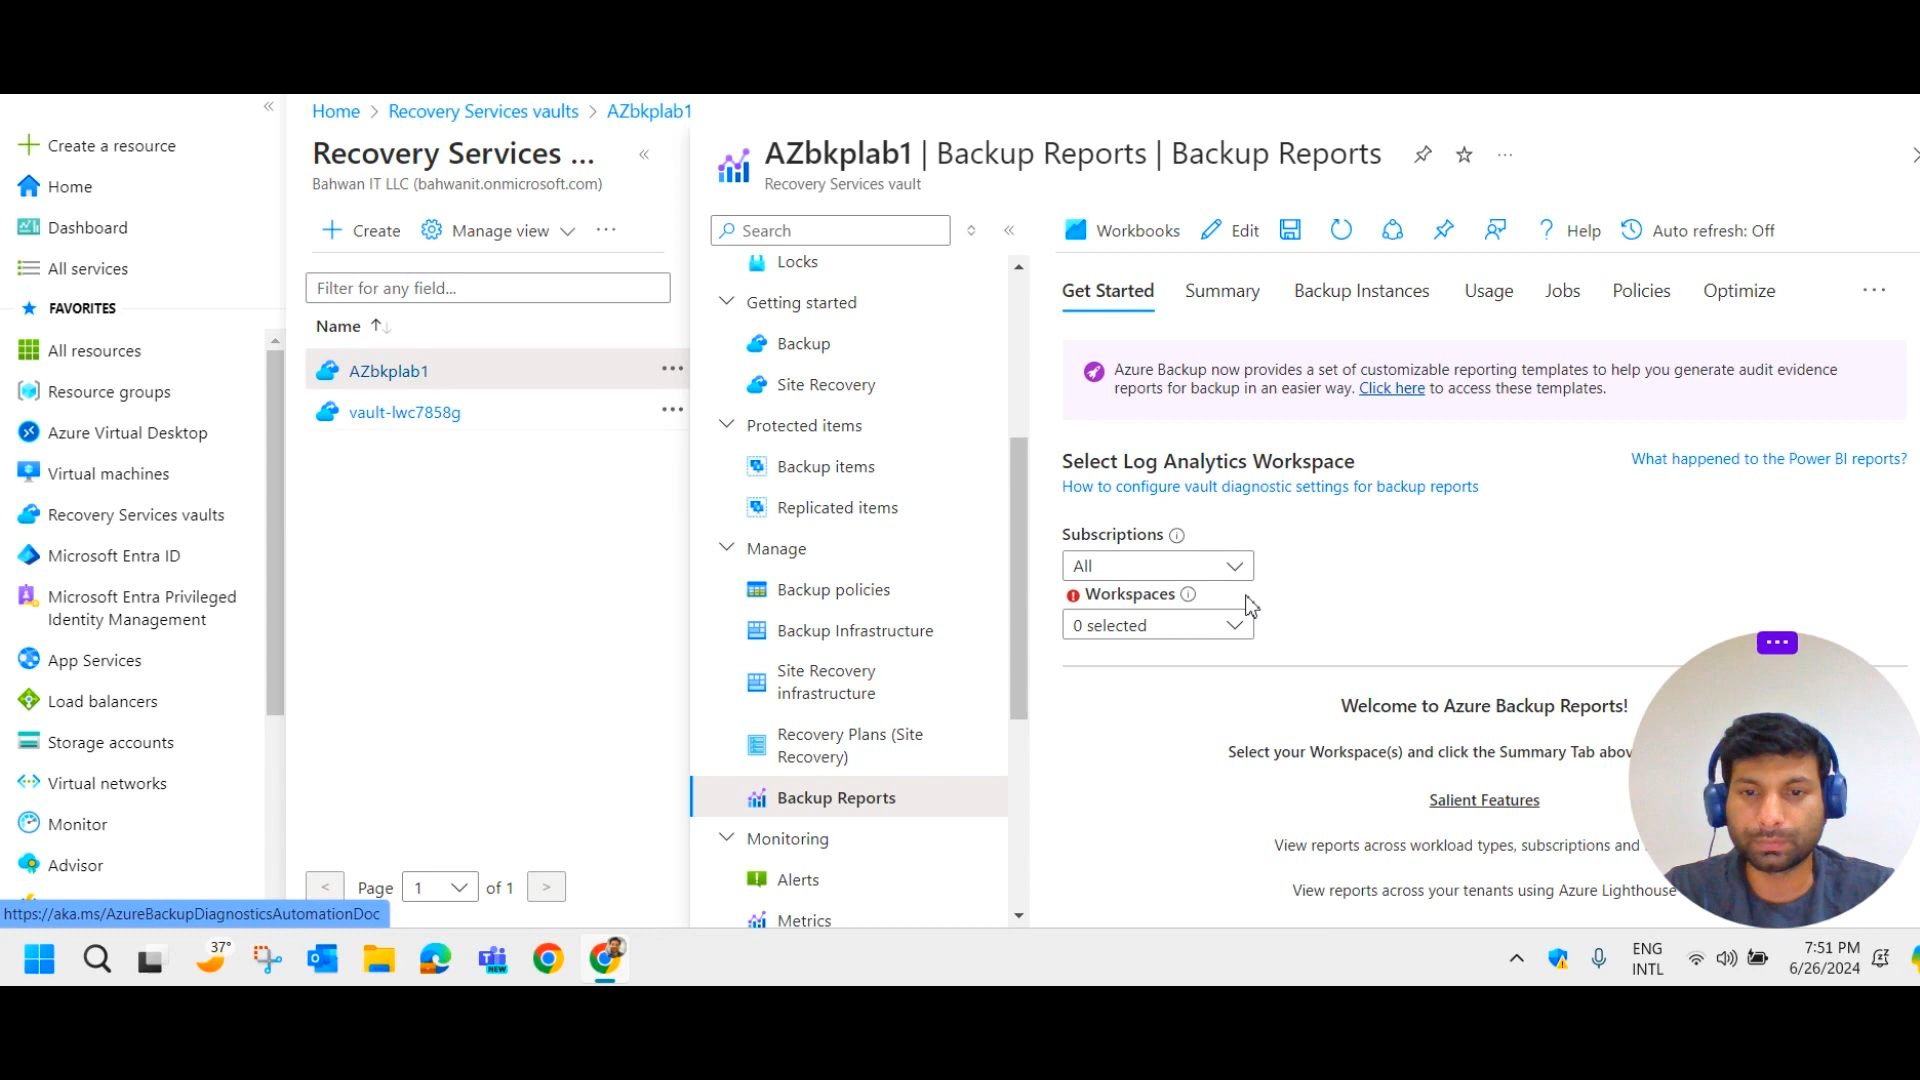 Create a resource
Home
Dashboard
All services
FAVORITES
All resources
Resource groups
Azure Virtual Desktop
Virtual machines
Recovery Services vaults
Microsoft Entra ID
Microsoft Entra Privileged
Identity Management
App Services
Load balancers
Storage accounts
Virtual networks
Monitor
Advisor
https://aka.ms/AzureBackupDiagnosticsAutomationDoc
Home > Recovery Services vaults > AZbkplab1
Recovery Services ...
Bahwan IT LLC (bahwanit.onmicrosoft.com)
Create
Manage view
...
Filter for any field...
Name
AZbkplab1
vault-lwc7858g
< Page 1 of 1 >
AZbkplab1 | Backup Reports | Backup Reports
Recovery Services vault
Search
Locks
Getting started
Backup
Site Recovery
Protected items
Backup items
Replicated items
Manage
Backup policies
Backup Infrastructure
Site Recovery
infrastructure
Recovery Plans (Site
Recovery)
Backup Reports
Monitoring
Alerts
Metrics
Workbooks
Edit
Help
Auto refresh: Off
Get Started
Summary
Backup Instances
Usage
Jobs
Policies
Optimize
...
Azure Backup now provides a set of customizable reporting templates to help you generate audit evidence
reports for backup in an easier way. Click here to access these templates.
Select Log Analytics Workspace
What happened to the Power BI reports?
How to configure vault diagnostic settings for backup reports
Subscriptions
All
Workspaces
0 selected
Welcome to Azure Backup Reports!
Select your Workspace(s) and click the Summary Tab
Salient Features
View reports across workload types, subscriptions and
View reports across your tenants using Azure Lighthouse
37°
NEW
ENG
INTL
7:51 PM
6/26/2024